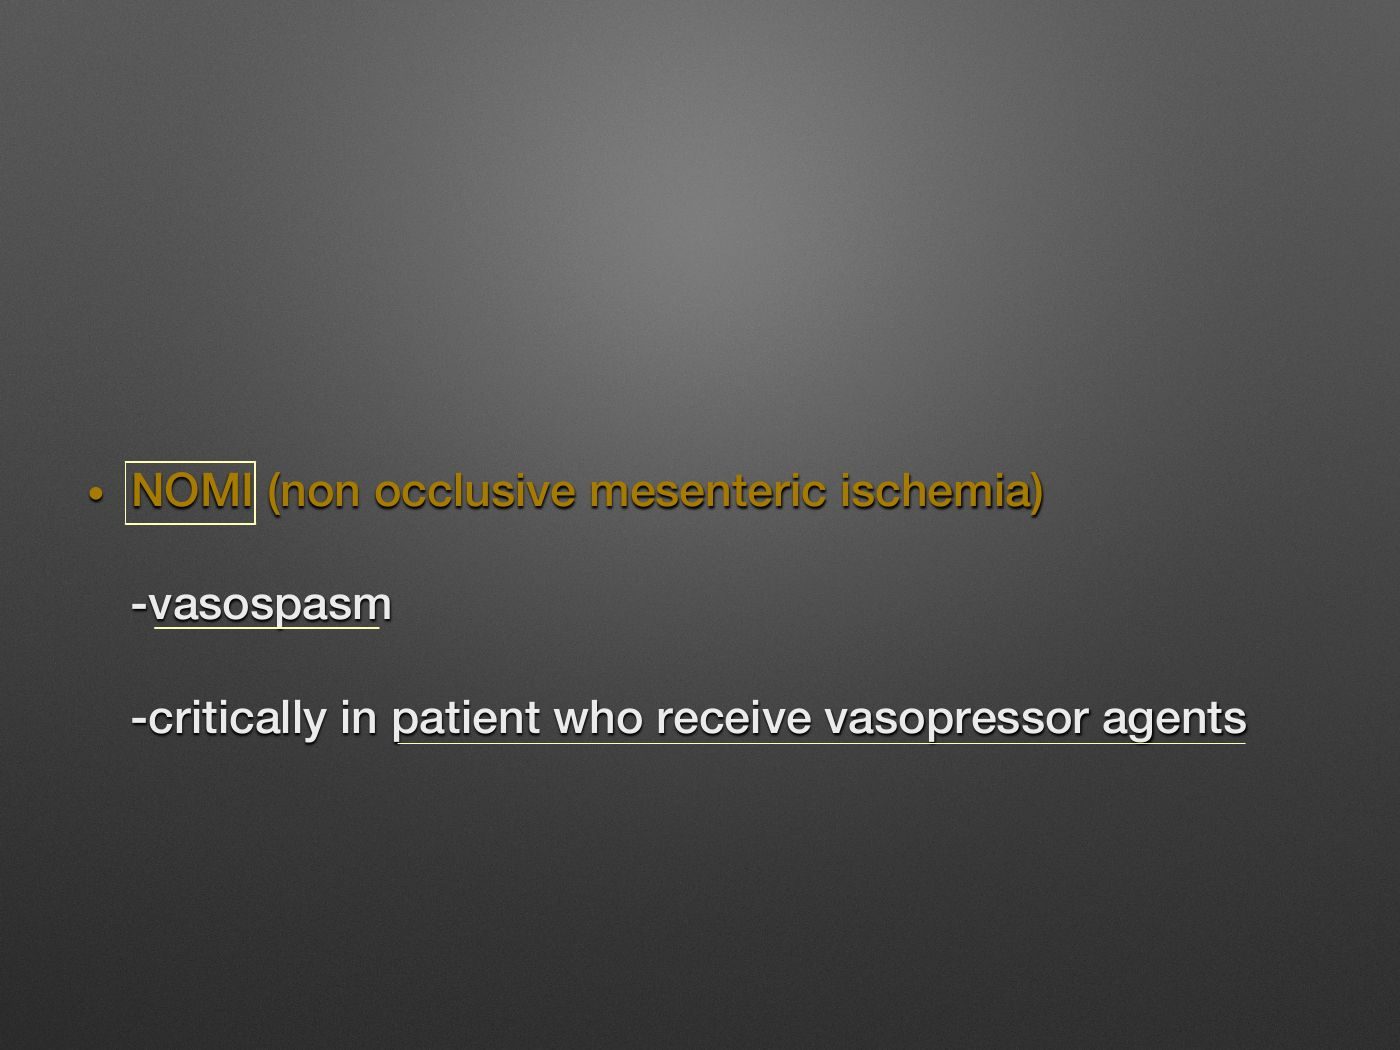 • NOMI (non occlusive mesenteric ischemia)
-vasospasm
-critically in patient who receive vasopressor agents